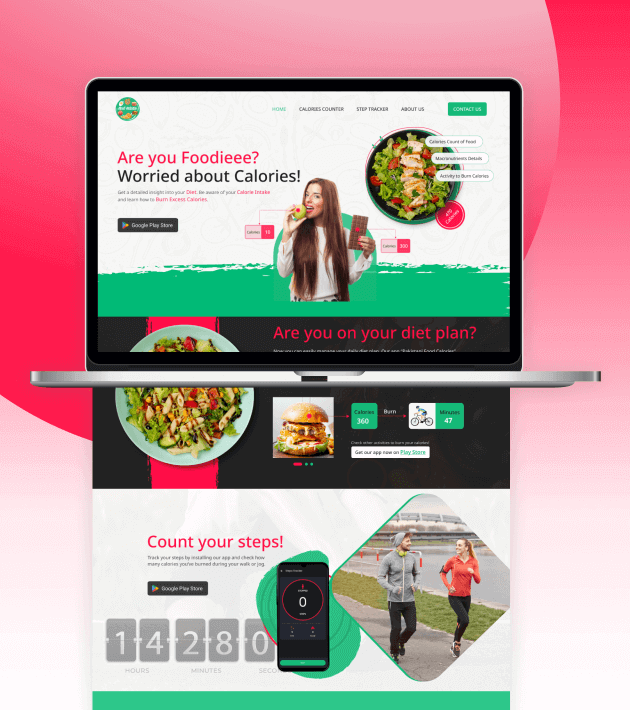 HOME CALORIES COUNTER STEP TRACKER ABOUT US CONTACT US
Are you Foodieee?
Worried about Calories!
Get a detailed insight into your Diet. Be aware of your Calorie Intake
and learn how to Burn Excess Calories.
Google Play Store
Calories Count of Food
Macronutrients Details
Activity to Burn Calories
Calories
Calories
Calories 300
Are you on your diet plan?
Calories
360
Burn
Minutes
47
Check other activities to burn your calories!
Get our app now on Play Store
Count your steps!
Track your steps by installing our app and check how
many calories you've burned during your walk or jog.
Google Play Store
0
14 28 0
HOURS MINUTES SECO